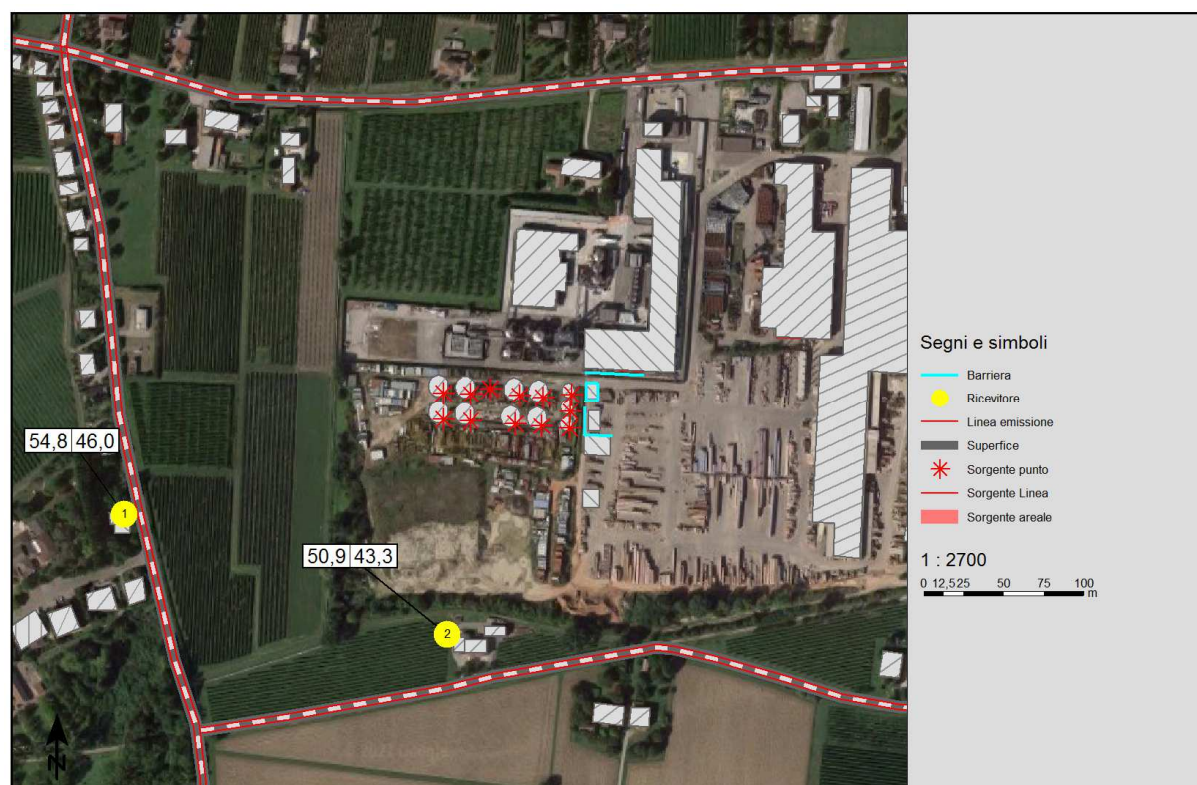 54,8 46,0
1
50,9 43,3
2
N
Segni e simboli
Barriera
Ricevitore
Linea emissione
Superfice
Sorgente punto
Sorgente Linea
Sorgente areale
1 : 2700
0 12,525 50 75 100
m